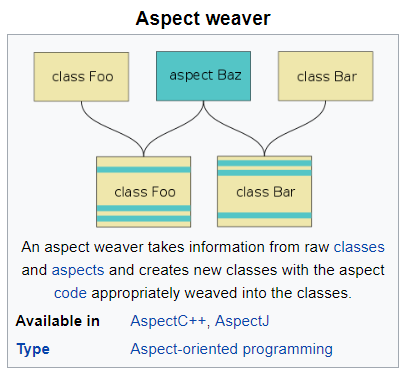 Aspect weaver
class Foo
aspect Baz
class Bar
class Foo
class Bar
An aspect weaver takes information from raw classes
and aspects and creates new classes with the aspect
code appropriately weaved into the classes.
Available in AspectC++, AspectJ
Type Aspect-oriented programming